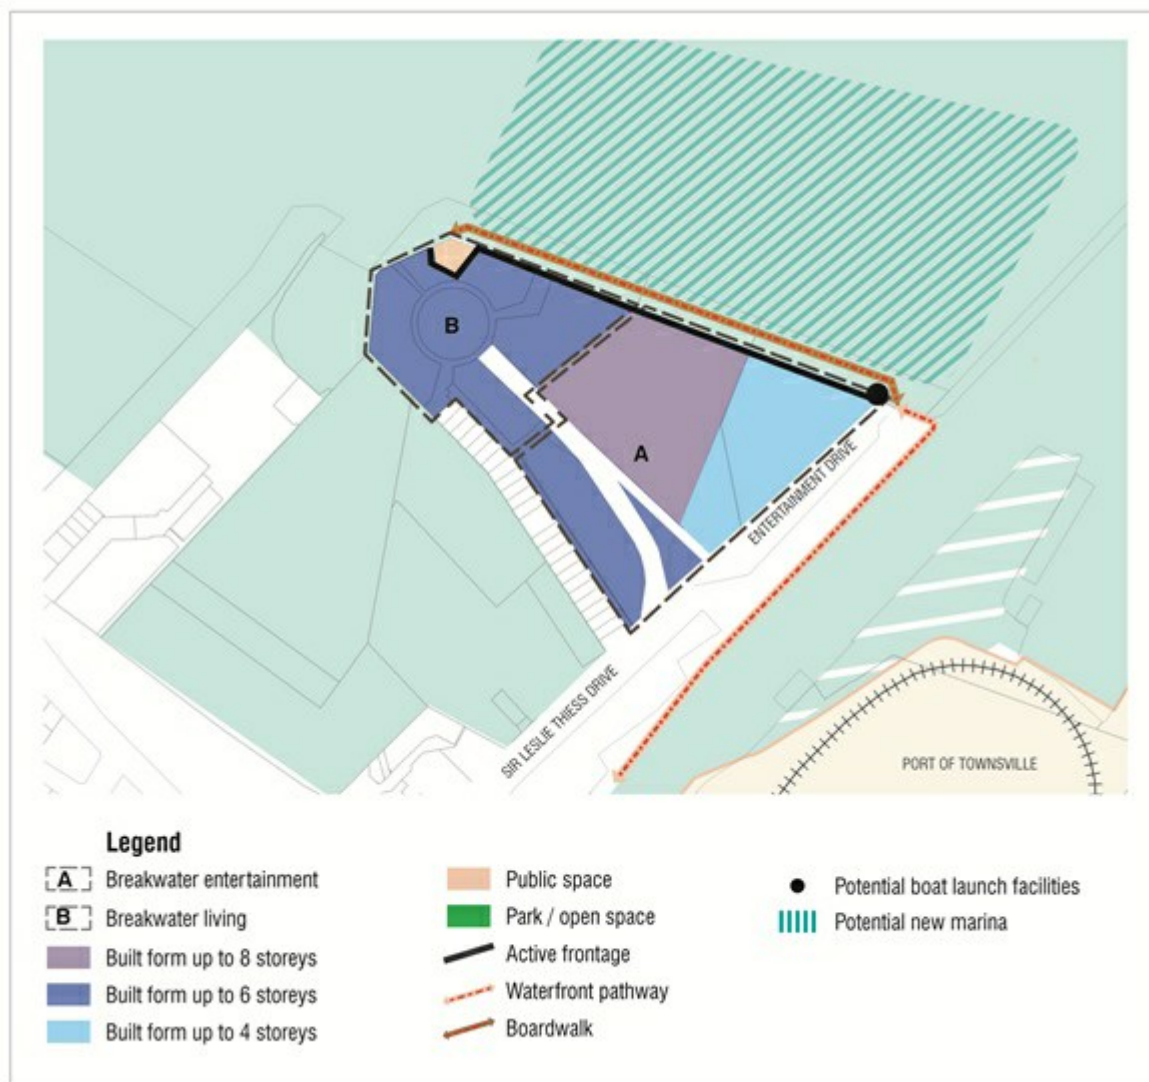 B
A
ENTERTAINMENT DRIVE
SIR LESLIE THIESS DRIVE
PORT OF TOWNSVILLE
Legend
A Breakwater entertainment
B Breakwater living
Built form up to 8 storeys
Built form up to 6 storeys
Built form up to 4 storeys
Public space
Park / open space
Active frontage
Waterfront pathway
Boardwalk
Potential boat launch facilities
Potential new marina